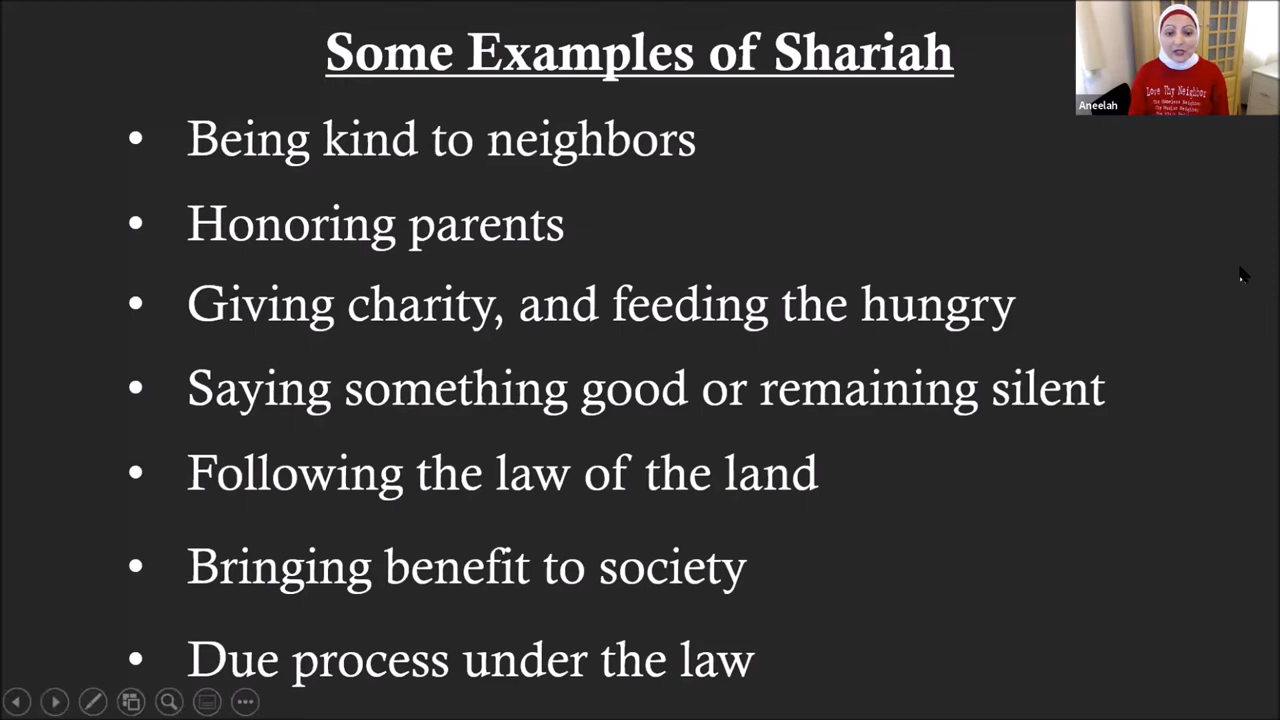 Some Examples of Shariah
Aneelah
Love Thy Neighbor
• Being kind to neighbors
• Honoring parents
• Giving charity, and feeding the hungry
• Saying something good or remaining silent
• Following the law of the land
• Bringing benefit to society
• Due process under the law